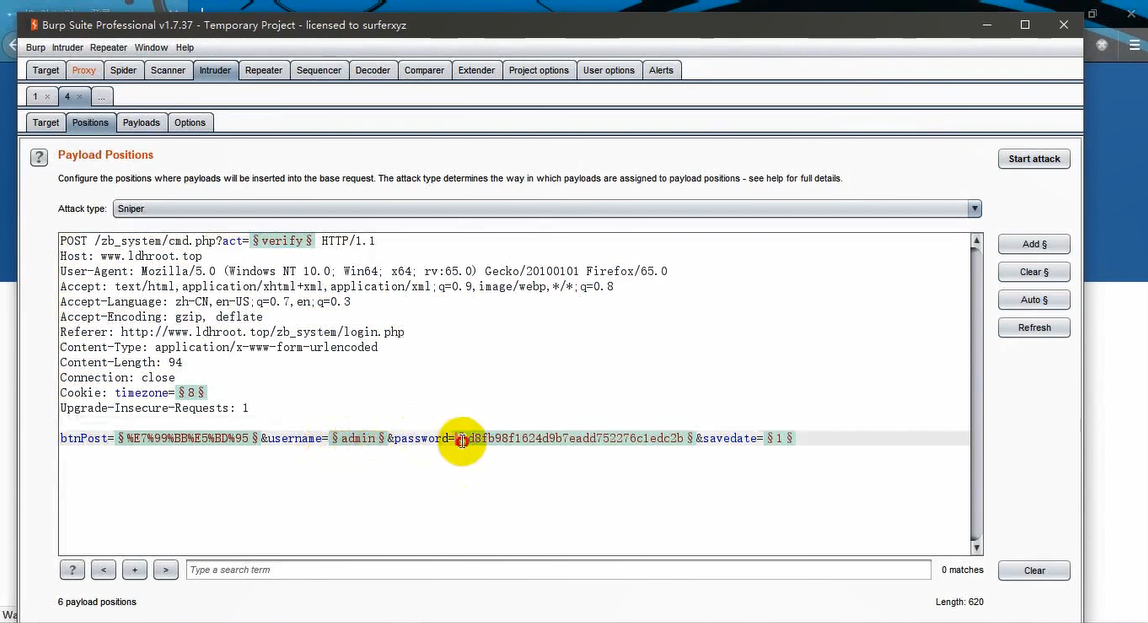 Burp Suite Professional v1.7.37 - Temporary Project - licensed to surferxyz
Burp Intruder Repeater Window Help
Target Proxy Spider Scanner Intruder Repeater Sequencer Decoder Comparer Extender Project options User options Alerts
1 × 4 × ...
Target Positions Payloads Options
? Payload Positions
Start attack
Configure the positions where payloads will be inserted into the base request. The attack type determines the way in which payloads are assigned to payload positions - see help for full details.
Attack type: Sniper
POST /zb_system/cmd.php?act=§verify§ HTTP/1.1
Host: www.ldhroot.top
User-Agent: Mozilla/5.0 (Windows NT 10.0; Win64; x64; rv:65.0) Gecko/20100101 Firefox/65.0
Accept: text/html,application/xhtml+xml,application/xml;q=0.9,image/webp,*/*;q=0.8
Accept-Language: zh-CN,en-US;q=0.7,en;q=0.3
Accept-Encoding: gzip, deflate
Referer: http://www.ldhroot.top/zb_system/login.php
Content-Type: application/x-www-form-urlencoded
Content-Length: 94
Connection: close
Cookie: timezone=§8§
Upgrade-Insecure-Requests: 1
btnPost=§%E7%99%BB%E5%BD%95§&username=§admin§&password=§d8fb98f1624d9b7eadd752276c1edc2b§&savedate=§1§
Add §
Clear §
Auto §
Refresh
? < + > Type a search term 0 matches Clear
6 payload positions Length: 620